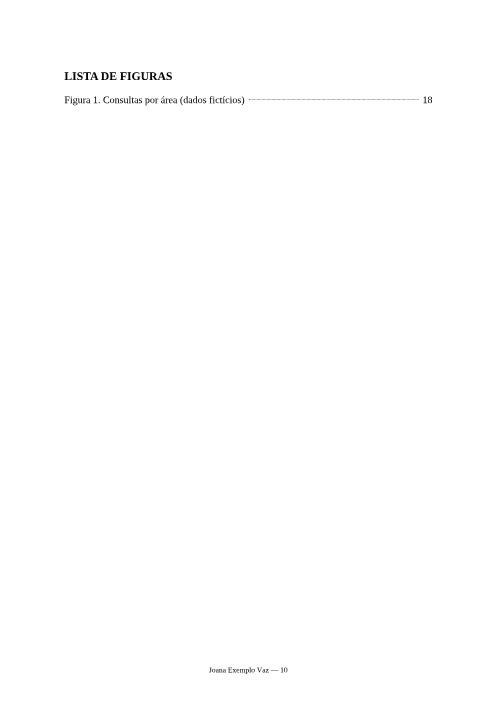 LISTA DE FIGURAS
Figura 1. Consultas por área (dados fictícios) 18
Joana Exemplo Vaz — 10